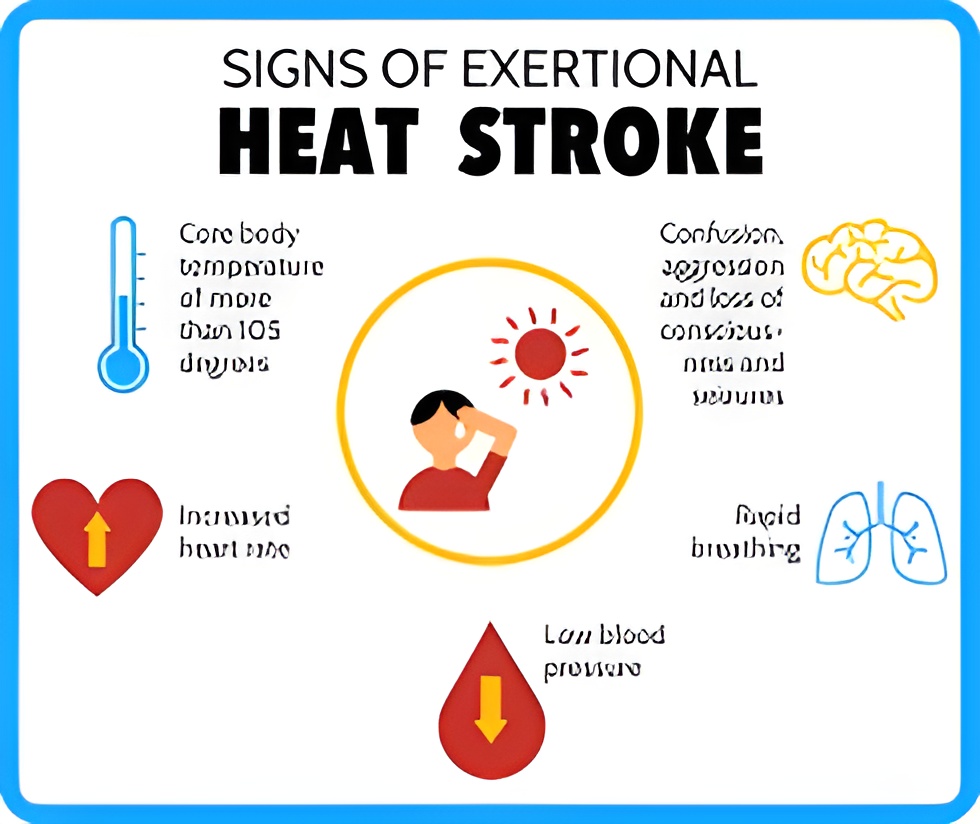 SIGNS OF EXERTIONAL
HEAT STROKE
Core body
temperature
of more
than 105
degrees
Confusion,
aggression
and loss of
conscious-
ness and
seizures
Increased
heart rate
Rapid
breathing
Low blood
pressure